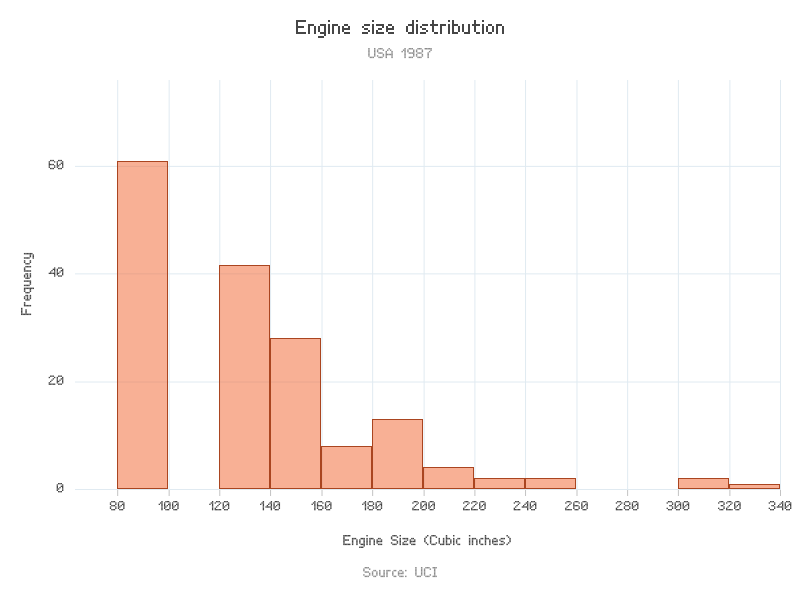 Engine size distribution
USA 1987
60
40
20
0
Frequency
80 100 120 140 160 180 200 220 240 260 280 300 320 340
Engine Size (Cubic inches)
Source: UCI